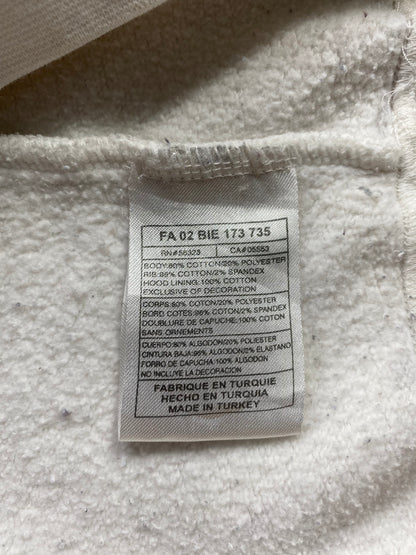 FA 02 BIE 173 735
RN#56323 CA#05553
BODY:80% COTTON/20% POLYESTER
RIB:98% COTTON/2% SPANDEX
HOOD LINING:100% COTTON
EXCLUSIVE OF DECORATION
CORPS:80% COTON/20% POLYESTER
BORD COTES:98% COTON/2% SPANDEX
DOUBLURE DE CAPUCHE:100% COTON
SANS ORNEMENTS
CUERPO:80% ALGODON/20% POLIESTER
CINTURA BAJA:98% ALGODON/2% ELASTANO
FORRO DE CAPUCHA:100% ALGODON
NO INCLUYE LA DECORACION
FABRIQUE EN TURQUIE
HECHO EN TURQUIA
MADE IN TURKEY